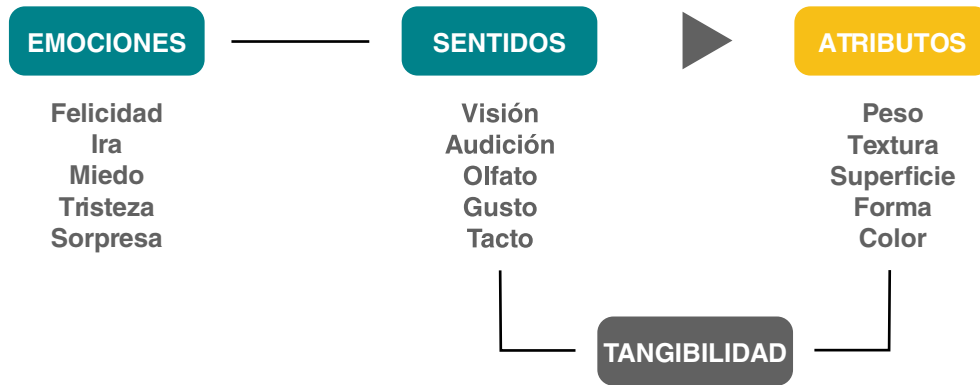 EMOCIONES
Felicidad
Ira
Miedo
Tristeza
Sorpresa
SENTIDOS
Visión
Audición
Olfato
Gusto
Tacto
ATRIBUTOS
Peso
Textura
Superficie
Forma
Color
TANGIBILIDAD